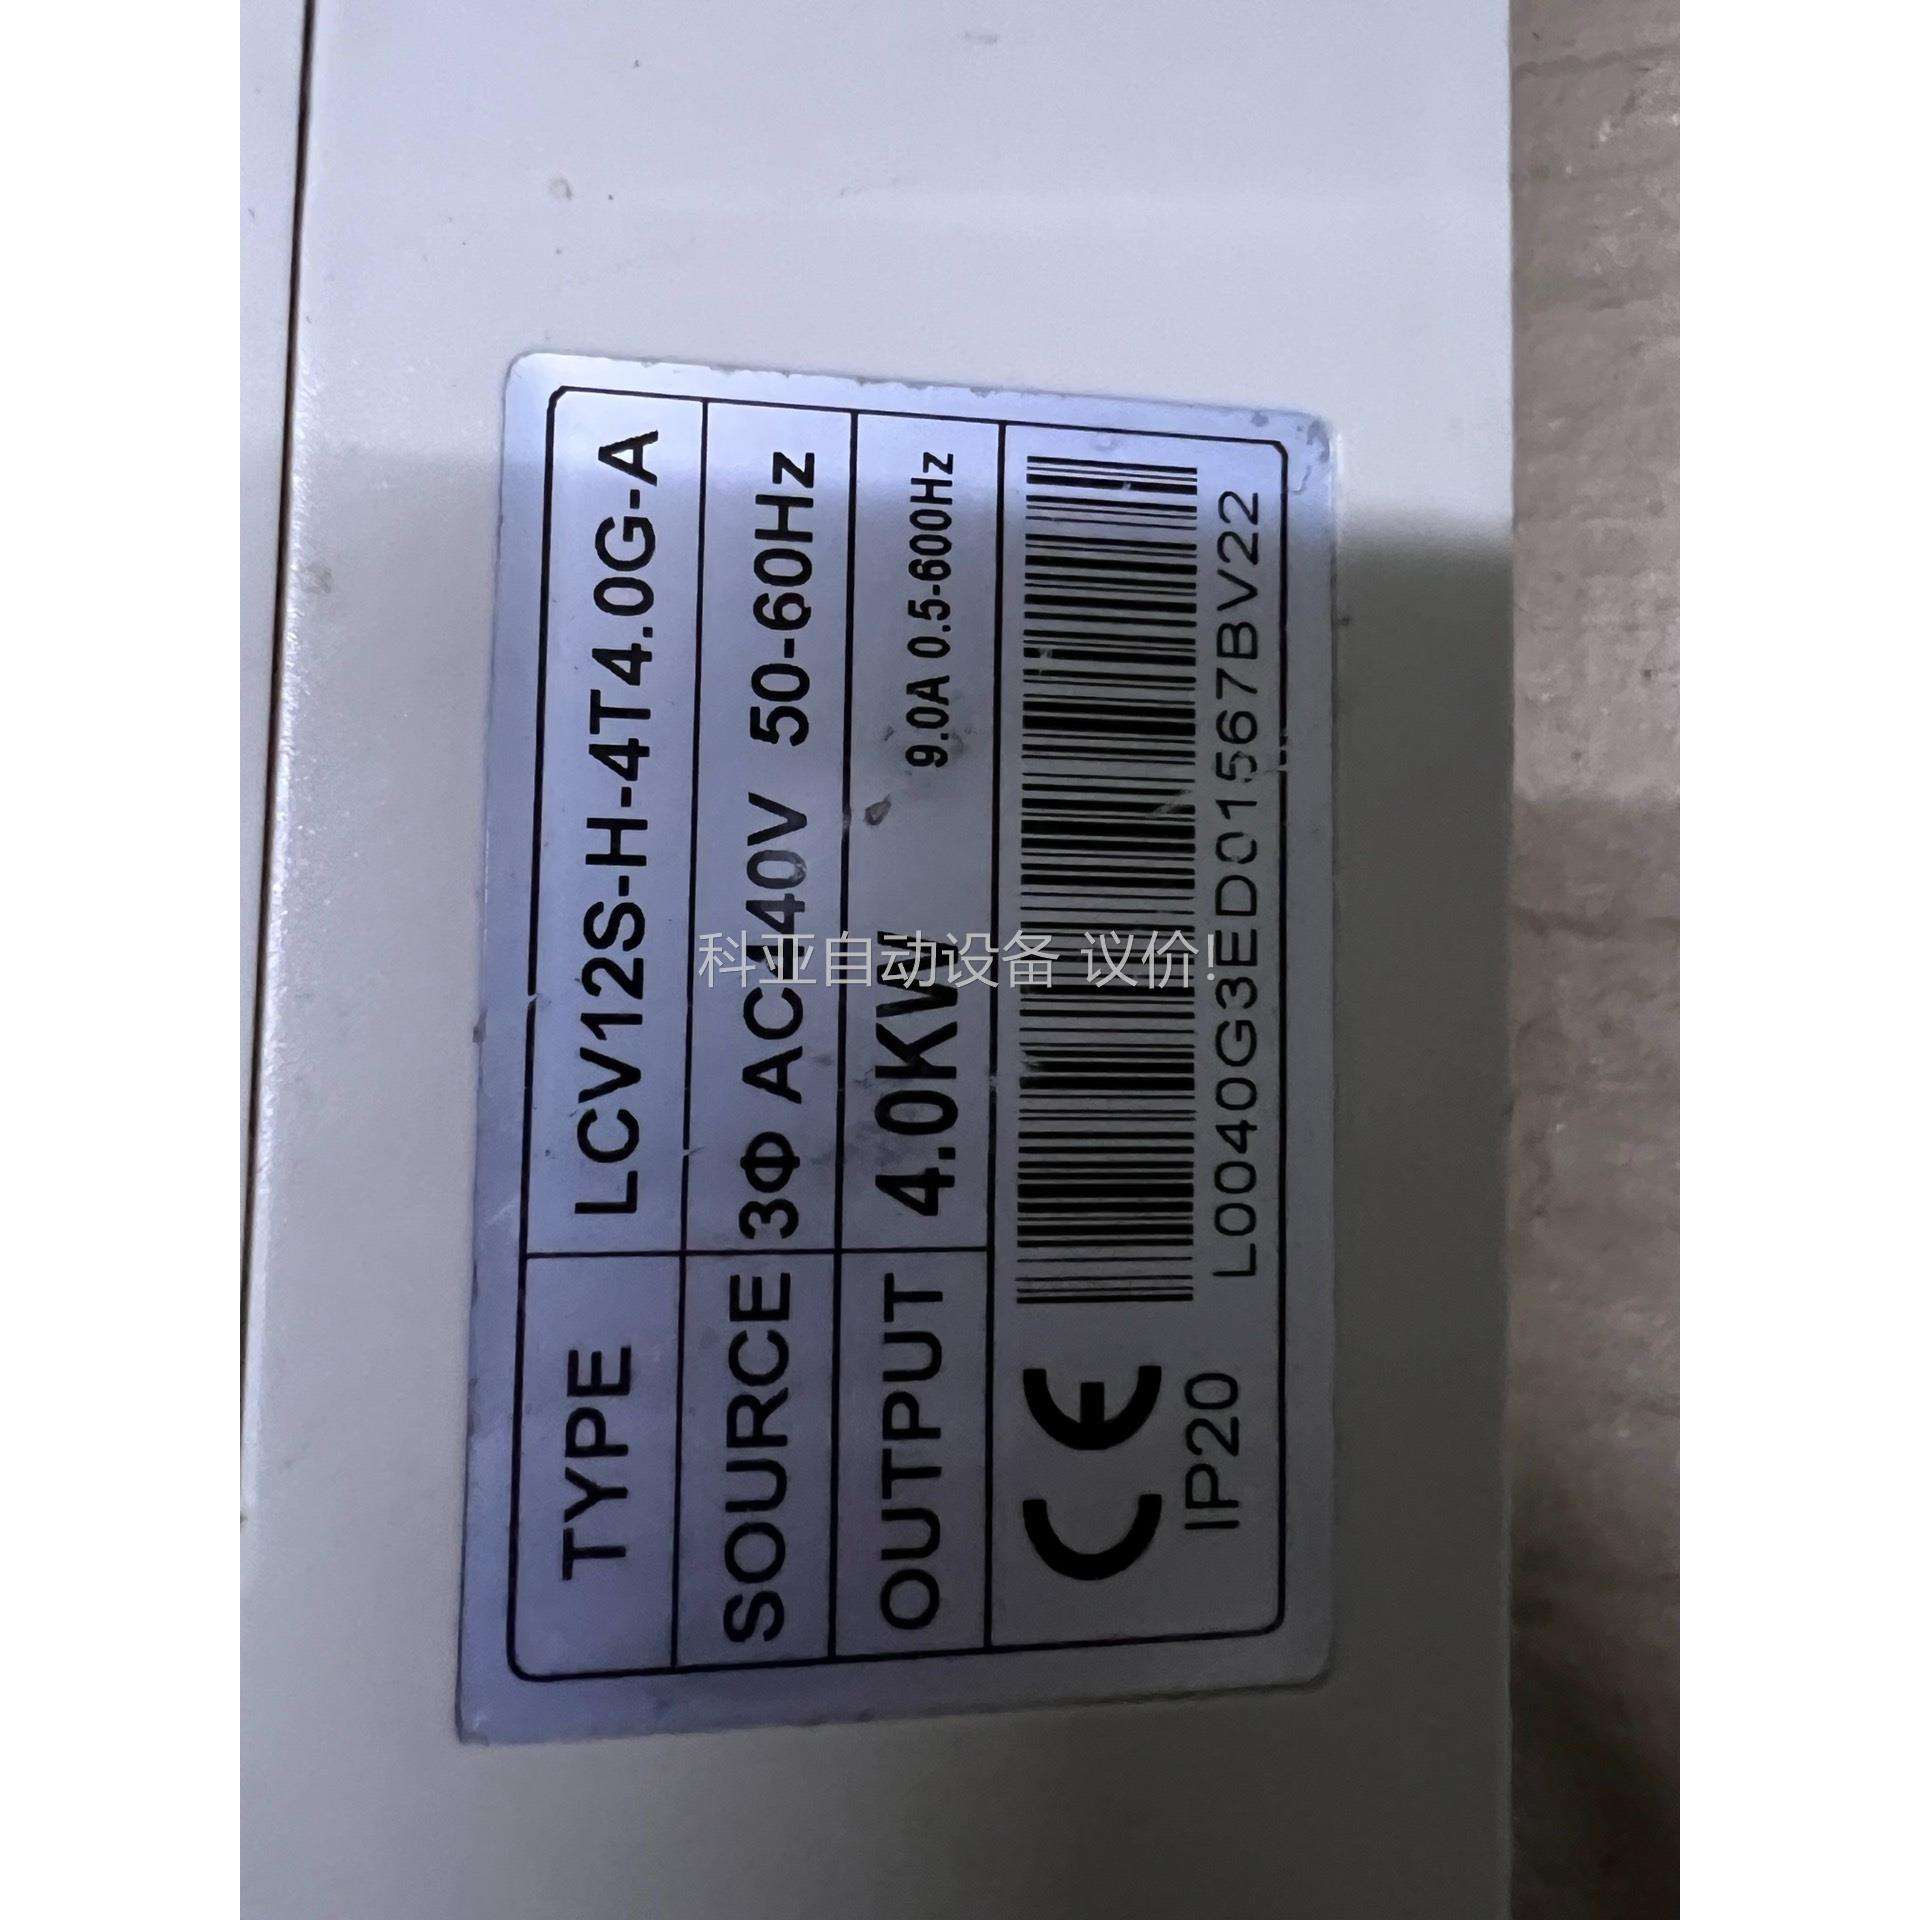 TYPE LCV12S-H-4T4.0G-A
SOURCE 3Φ AC440V 50-60Hz
OUTPUT 4.0KW 9.0A 0.5-600Hz
CE
IP20
L0040G3ED01567BV22
科亚自动设备 议价!